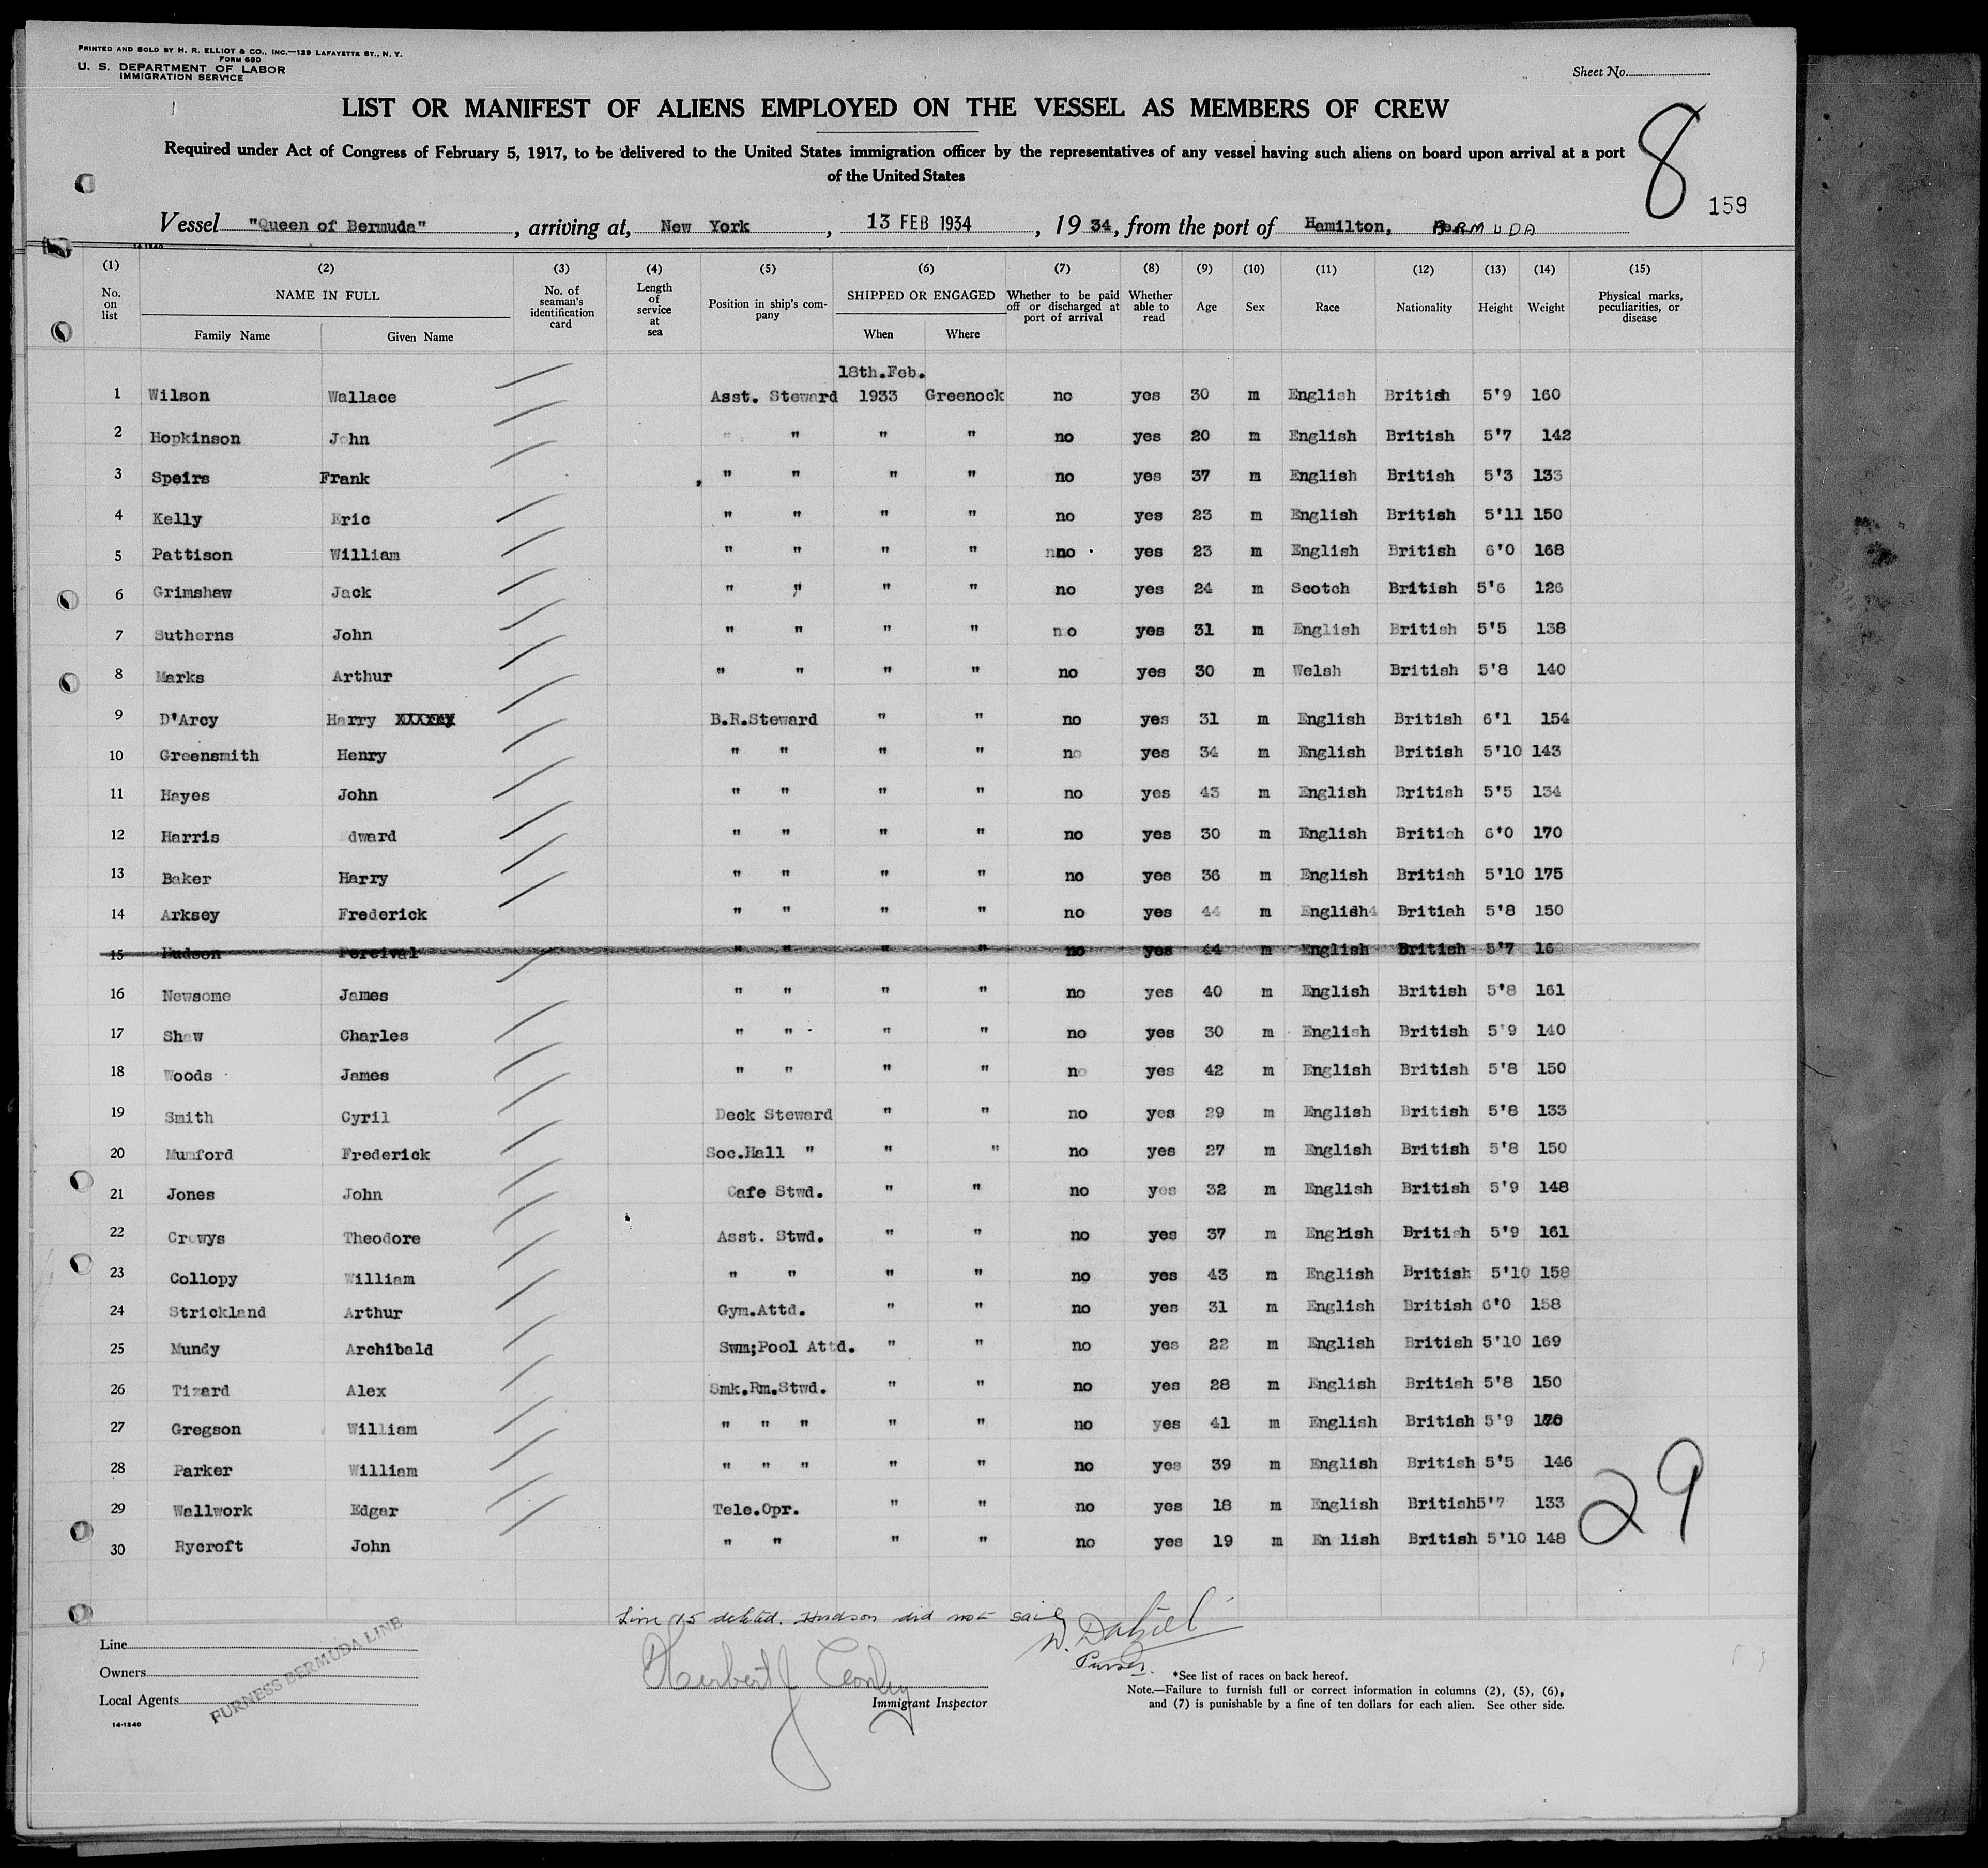 PRINTED AND SOLD BY H. R. ELLIOT & CO., INC.—129 LAFAYETTE ST., N. Y.
FORM 680
U. S. DEPARTMENT OF LABOR
IMMIGRATION SERVICE
Sheet No.
LIST OR MANIFEST OF ALIENS EMPLOYED ON THE VESSEL AS MEMBERS OF CREW
8
Required under Act of Congress of February 5, 1917, to be delivered to the United States immigration officer by the representatives of any vessel having such aliens on board upon arrival at a port
of the United States
159
Vessel "Queen of Bermuda", arriving at, New York, 13 FEB 1934, 19 34, from the port of Hamilton, BERMUDA
14-1240
(1) (2) (3) (4) (5) (6) (7) (8) (9) (10) (11) (12) (13) (14) (15)
No. on list NAME IN FULL Family Name Given Name No. of seaman's identification card Length of service at sea Position in ship's company SHIPPED OR ENGAGED When Where Whether to be paid off or discharged at port of arrival Whether able to read Age Sex Race Nationality Height Weight Physical marks, peculiarities, or disease
18th.Feb.
1 Wilson Wallace Asst. Steward 1933 Greenock no yes 30 m English British 5'9 160
2 Hopkinson John " " " " no yes 20 m English British 5'7 142
3 Speirs Frank " " " " no yes 37 m English British 5'3 133
4 Kelly Eric " " " " no yes 23 m English British 5'11 150
5 Pattison William " " " " nno yes 23 m English British 6'0 168
6 Grimshaw Jack " " " " no yes 24 m Scotch British 5'6 126
7 Sutherns John " " " " no yes 31 m English British 5'5 138
8 Marks Arthur " " " " no yes 30 m Welsh British 5'8 140
9 D'Arcy Harry XXXXXX B.R.Steward " " no yes 31 m English British 6'1 154
10 Greensmith Henry " " " " no yes 34 m English British 5'10 143
11 Hayes John " " " " no yes 43 m English British 5'5 134
12 Harris dward " " " " no yes 30 m English British 6'0 170
13 Baker Harry " " " " no yes 36 m English British 5'10 175
14 Arksey Frederick " " " " no yes 44 m English4 British 5'8 150
15 Hudson Percival " " " " no yes 44 m English British 5'7 16
16 Newsome James " " " " no yes 40 m English British 5'8 161
17 Shaw Charles " " " " no yes 30 m English British 5'9 140
18 Woods James " " " " no yes 42 m English British 5'8 150
19 Smith Cyril Deck Steward " " no yes 29 m English British 5'8 133
20 Mumford Frederick Soc.Hall " " " no yes 27 m English British 5'8 150
21 Jones John Cafe Stwd. " " no yes 32 m English British 5'9 148
22 Crowys Theodore Asst. Stwd. " " no yes 37 m English British 5'9 161
23 Collopy William " " " " no yes 43 m English British 5'10 158
24 Strickland Arthur Gym.Attd. " " no yes 31 m English British 6'0 158
25 Mundy Archibald Swm;Pool Attd. " " no yes 22 m English British 5'10 169
26 Tizard Alex Smk.Rm.Stwd. " " no yes 28 m English British 5'8 150
27 Gregson William " " " " " no yes 41 m English British 5'9
28 Parker William " " " " " no yes 39 m English British 5'5 146
29 Wallwork Edgar Tele.Opr. " " no yes 18 m English British 5'7 133
30 Rycroft John " " " " no yes 19 m En lish British 5'10 148
29
Line 15 deleted. Hudson did not sail
Line
Owners
Local Agents
FURNESS BERMUDA LINE
14-1240
Herbert J
Immigrant Inspector
W. Dalziel
Purser.
*See list of races on back hereof.
Note.—Failure to furnish full or correct information in columns (2), (5), (6),
and (7) is punishable by a fine of ten dollars for each alien. See other side.